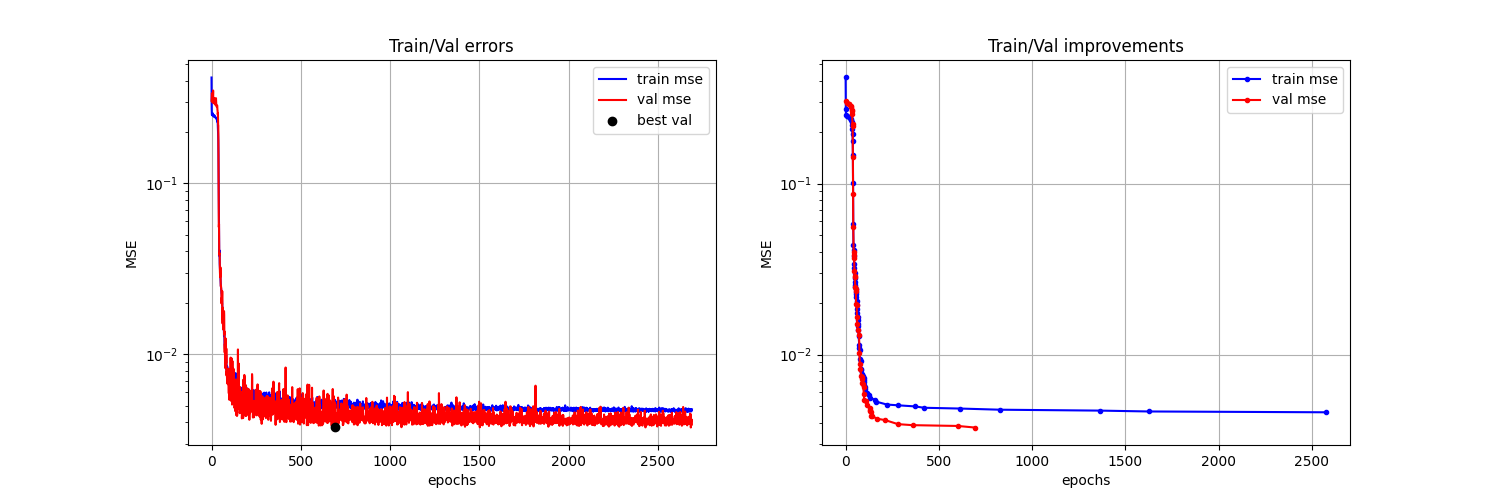 Train/Val errors
train mse
val mse
best val
10⁻¹
10⁻²
MSE
0 500 1000 1500 2000 2500
epochs
Train/Val improvements
train mse
val mse
10⁻¹
10⁻²
MSE
0 500 1000 1500 2000 2500
epochs